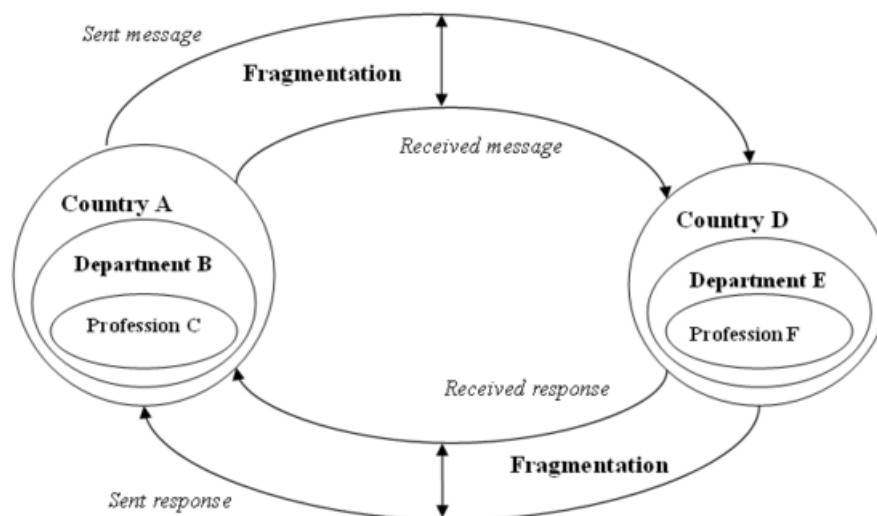 Sent message
Fragmentation
Received message
Country A
Department B
Profession C
Country D
Department E
Profession F
Received response
Fragmentation
Sent response